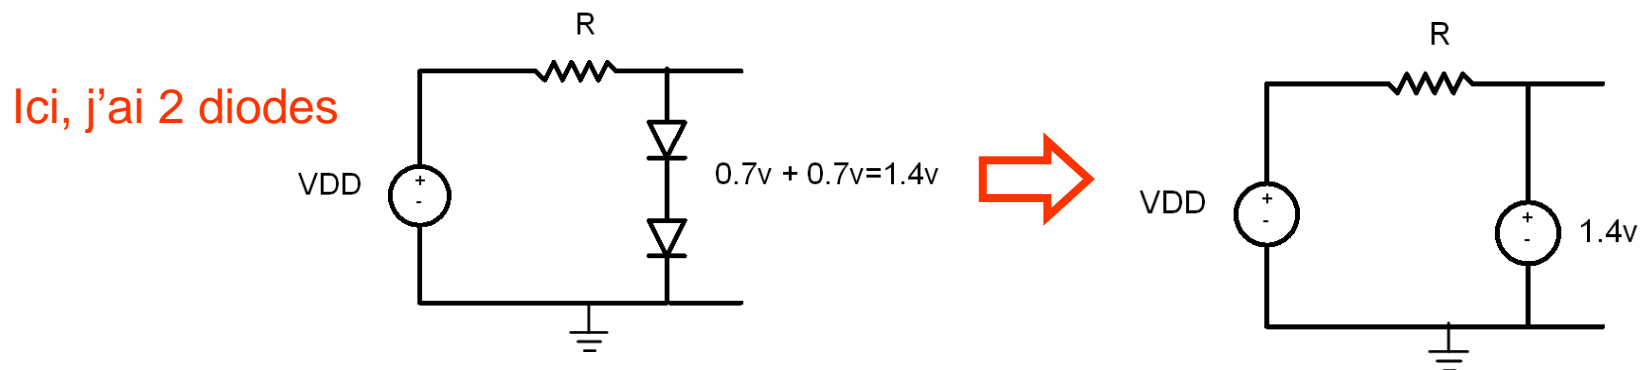 R
Ici, j'ai 2 diodes
VDD
+
-
0.7v + 0.7v=1.4v
R
VDD
+
-
+
-
1.4v